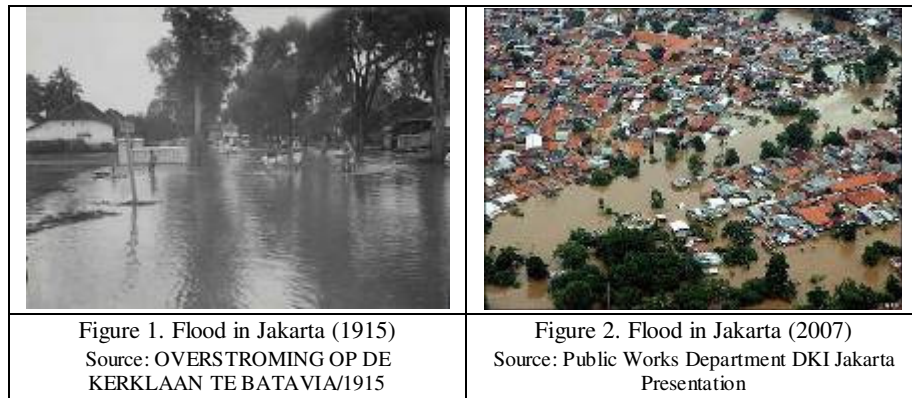 Figure 1. Flood in Jakarta (1915)
Source: OVERSTROMING OP DE
KERKLAAN TE BATAVIA/1915
Figure 2. Flood in Jakarta (2007)
Source: Public Works Department DKI Jakarta
Presentation